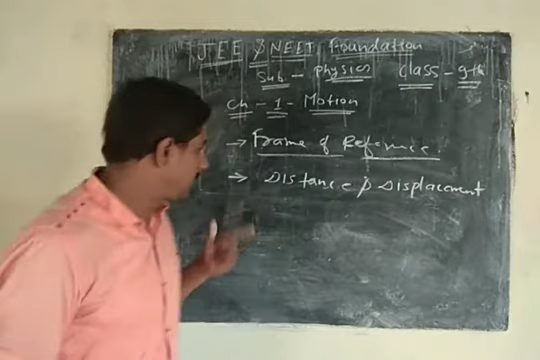 JEE & NEET Foundation
Sub - physics Class - 9th
Ch - 1 - Motion
→ Frame of Reference
→ Distance & Displacement